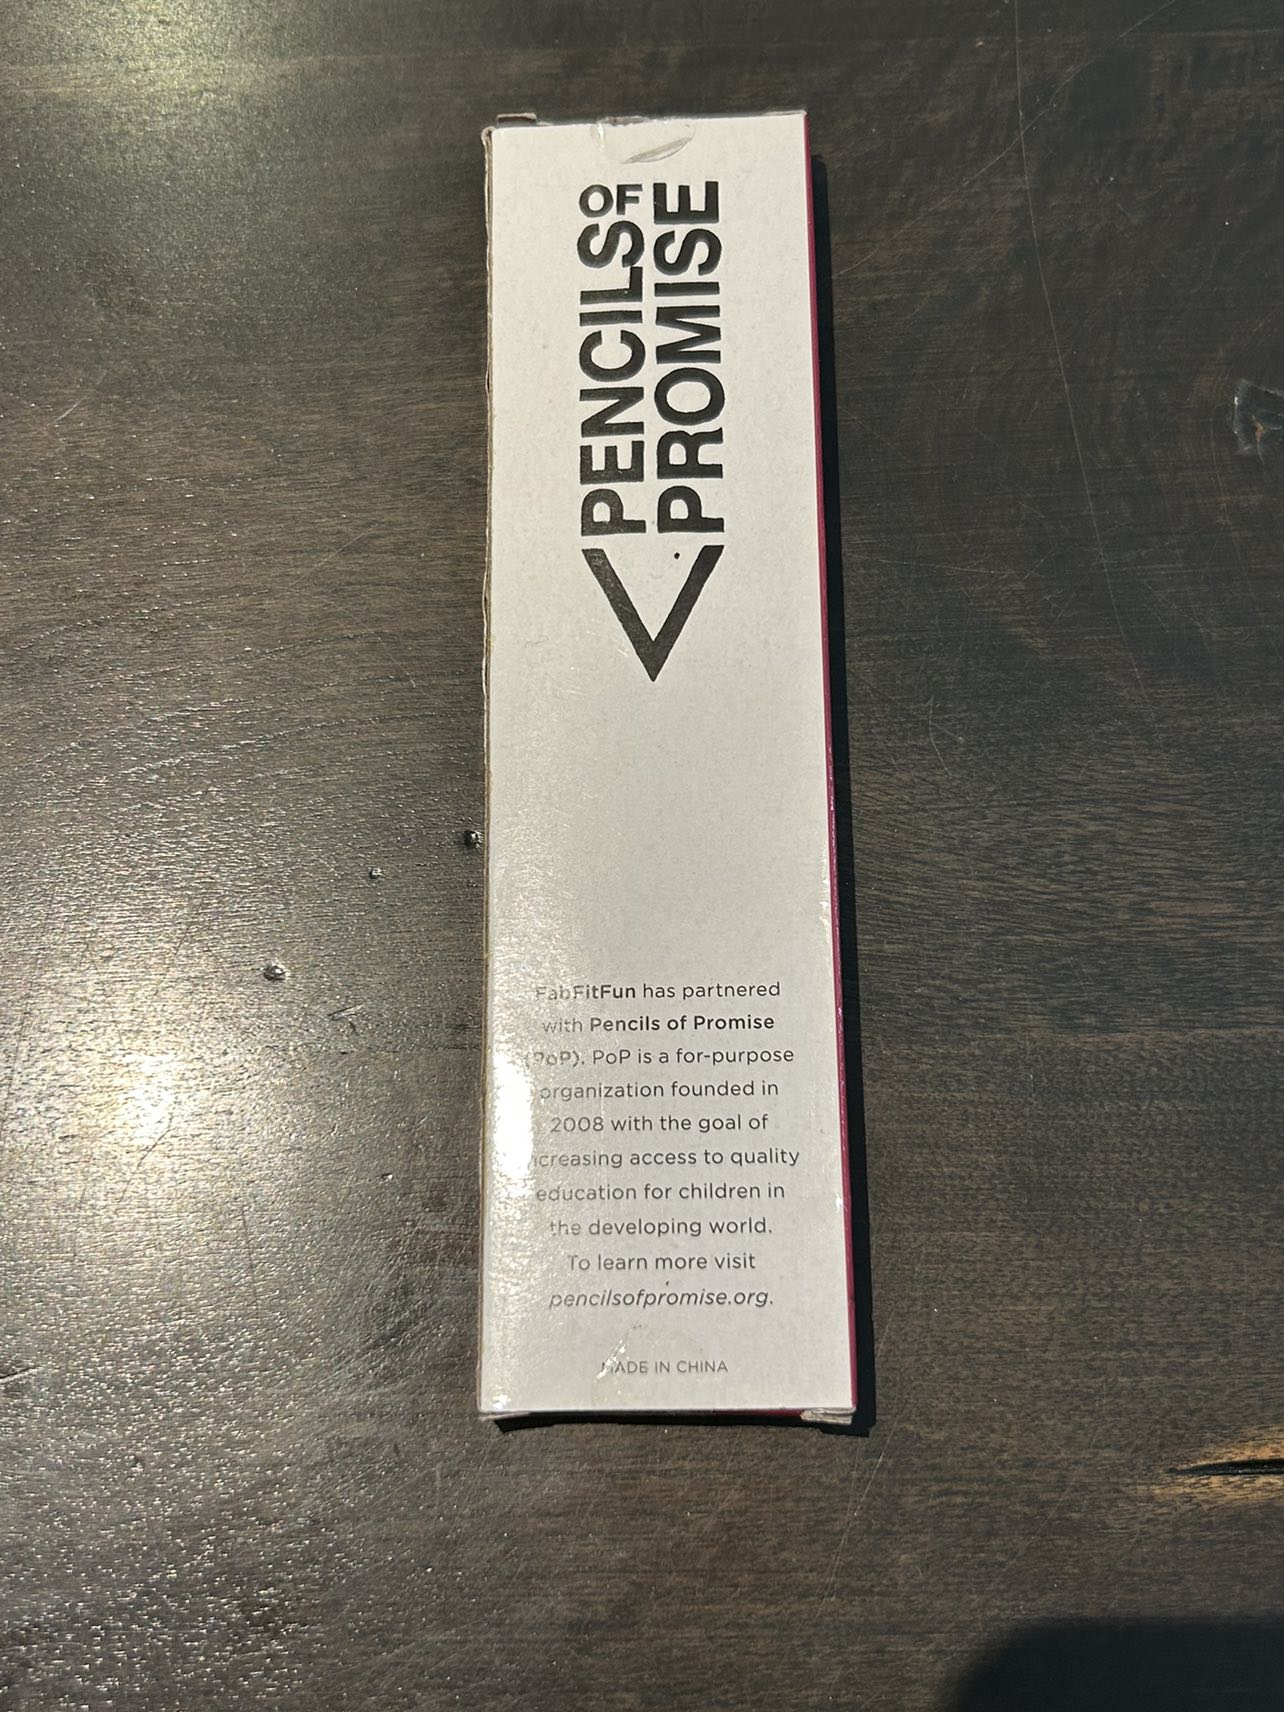 PENCILS OF
PROMISE
FabFitFun has partnered
with Pencils of Promise
(PoP). PoP is a for-purpose
organization founded in
2008 with the goal of
increasing access to quality
education for children in
the developing world.
To learn more visit
pencilsofpromise.org.
MADE IN CHINA